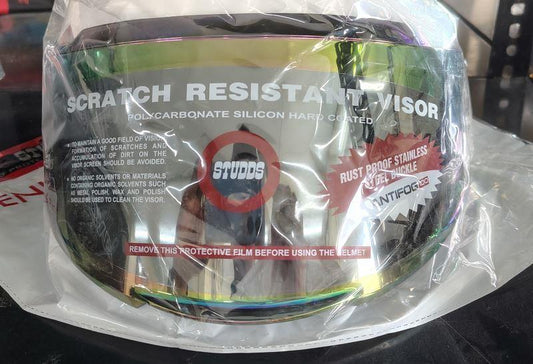 SCRATCH RESISTANT VISOR
POLYCARBONATE SILICON HARD COATED
TO MAINTAIN A GOOD FIELD OF VISION
FORMATION OF SCRATCHES AND
ACCUMULATION OF DIRT ON THE
VISOR SCREEN SHOULD BE AVOIDED.
NO ORGANIC SOLVENTS OR MATERIALS
CONTAINING ORGANIC SOLVENTS SUCH
AS METAL POLISH, WAX AND POLISH
SHOULD BE USED TO CLEAN THE VISOR.
STUDDS
RUST PROOF STAINLESS
STEEL BUCKLE
ANTIFOG
REMOVE THIS PROTECTIVE FILM BEFORE USING THE HELMET